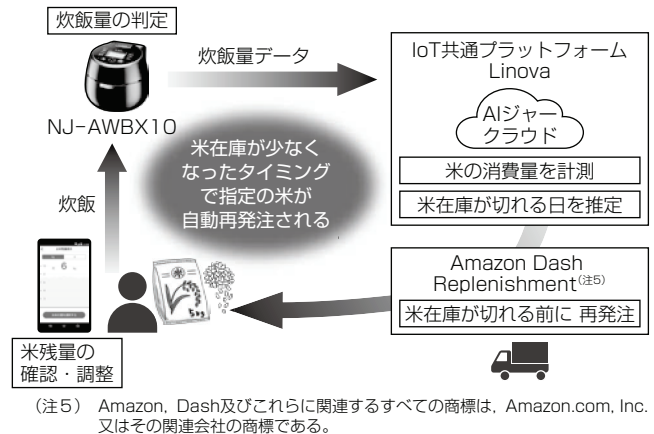 炊飯量の判定
炊飯量データ
NJ-AWBX10
IoT共通プラットフォーム
Linova
AIジャー
クラウド
米の消費量を計測
米在庫が切れる日を推定
米在庫が少なく
なったタイミング
で指定の米が
自動再発注される
炊飯
6
米
5kg
Amazon Dash
Replenishment(注5)
米在庫が切れる前に 再発注
米残量の
確認・調整
(注5) Amazon, Dash及びこれらに関連するすべての商標は, Amazon.com, Inc.
又はその関連会社の商標である。